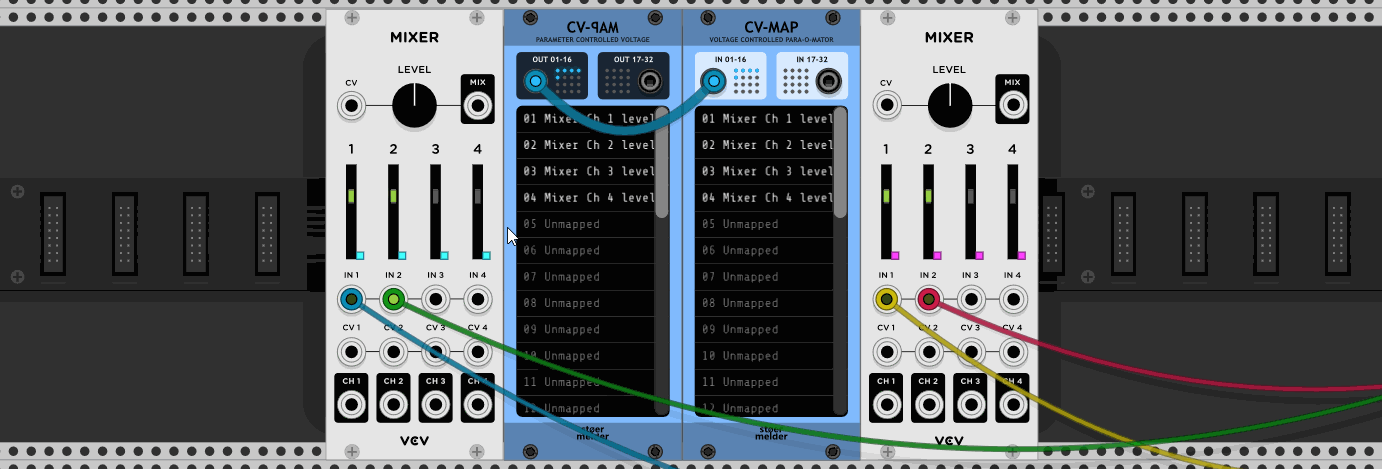 MIXER
LEVEL
CV
MIX
1 2 3 4
IN 1 IN 2 IN 3 IN 4
CV 1 CV 2 CV 3 CV 4
CH 1 CH 2 CH 3 CH 4
VCV
CV-PAM
PARAMETER CONTROLLED VOLTAGE
OUT 01-16 OUT 17-32
01 Mixer Ch 1 level
02 Mixer Ch 2 level
03 Mixer Ch 3 level
04 Mixer Ch 4 level
05 Unmapped
06 Unmapped
07 Unmapped
08 Unmapped
09 Unmapped
10 Unmapped
11 Unmapped
12 Unmapped
stoer
melder
CV-MAP
VOLTAGE CONTROLLED PARA-O-MATOR
IN 01-16 IN 17-32
01 Mixer Ch 1 level
02 Mixer Ch 2 level
03 Mixer Ch 3 level
04 Mixer Ch 4 level
05 Unmapped
06 Unmapped
07 Unmapped
08 Unmapped
09 Unmapped
10 Unmapped
11 Unmapped
12 Unmapped
stoer
melder
MIXER
LEVEL
CV
MIX
1 2 3 4
IN 1 IN 2 IN 3 IN 4
CV 1 CV 2 CV 3 CV 4
CH 1 CH 2 CH 3 CH 4
VCV